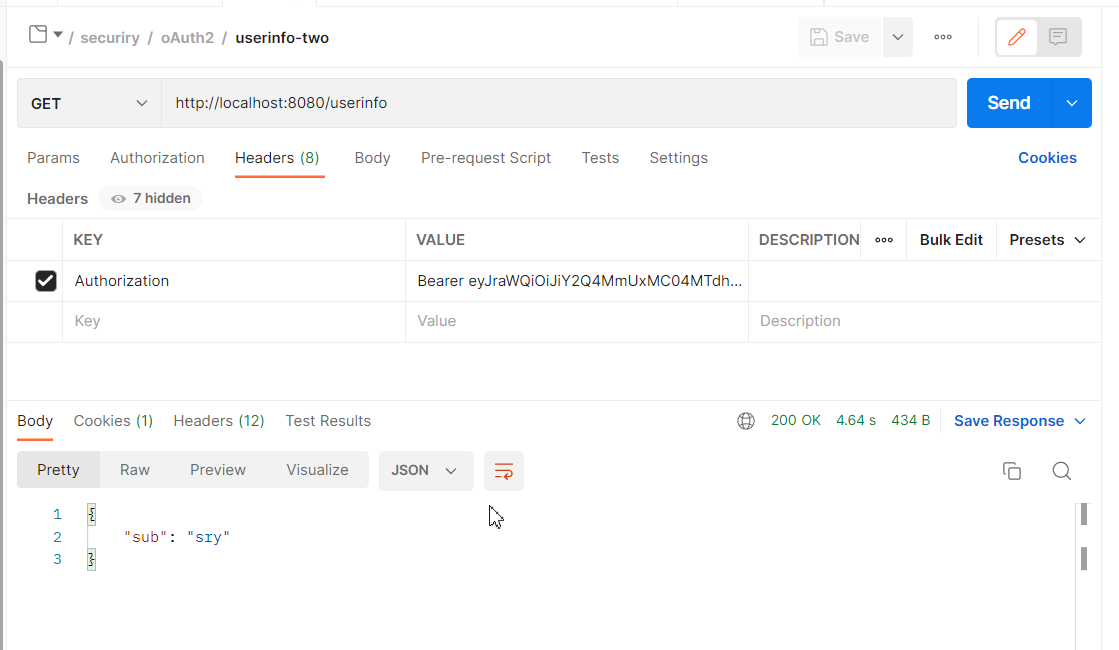 / securiry / oAuth2 / userinfo-two
Save
GET
http://localhost:8080/userinfo
Send
Params Authorization Headers (8) Body Pre-request Script Tests Settings Cookies
Headers 7 hidden
KEY VALUE DESCRIPTION Bulk Edit Presets
Authorization Bearer eyJraWQiOiJiY2Q4MmUxMC04MTdh...
Key Value Description
Body Cookies (1) Headers (12) Test Results 200 OK 4.64 s 434 B Save Response
Pretty Raw Preview Visualize JSON
1 {
2 "sub": "sry"
3 }